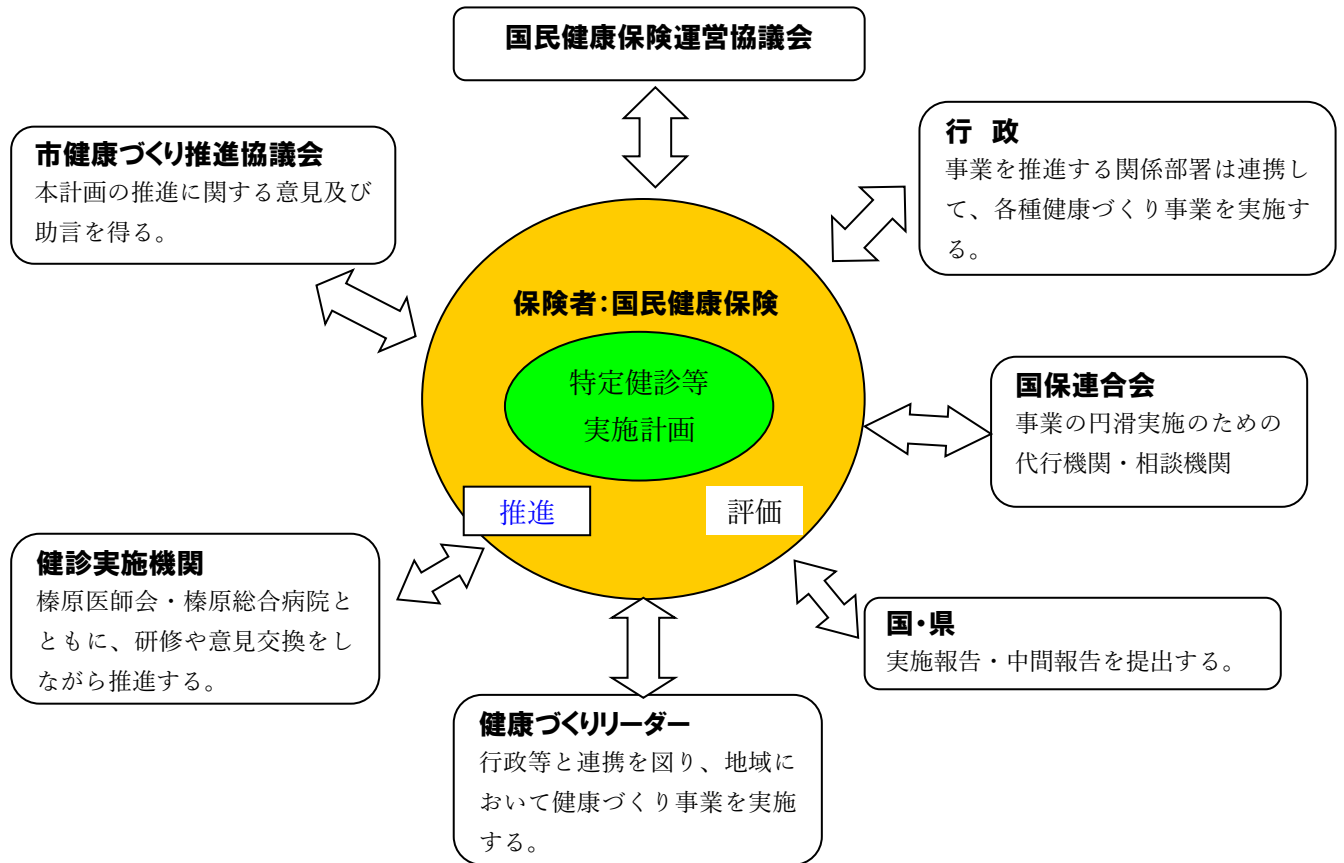 国民健康保険運営協議会
市健康づくり推進協議会
本計画の推進に関する意見及び
助言を得る。
行 政
事業を推進する関係部署は連携し
て、各種健康づくり事業を実施す
る。
保険者：国民健康保険
特定健診等
実施計画
推進
評価
国保連合会
事業の円滑実施のための
代行機関・相談機関
健診実施機関
榛原医師会・榛原総合病院と
ともに、研修や意見交換をし
ながら推進する。
国・県
実施報告・中間報告を提出する。
健康づくりリーダー
行政等と連携を図り、地域に
おいて健康づくり事業を実施
する。